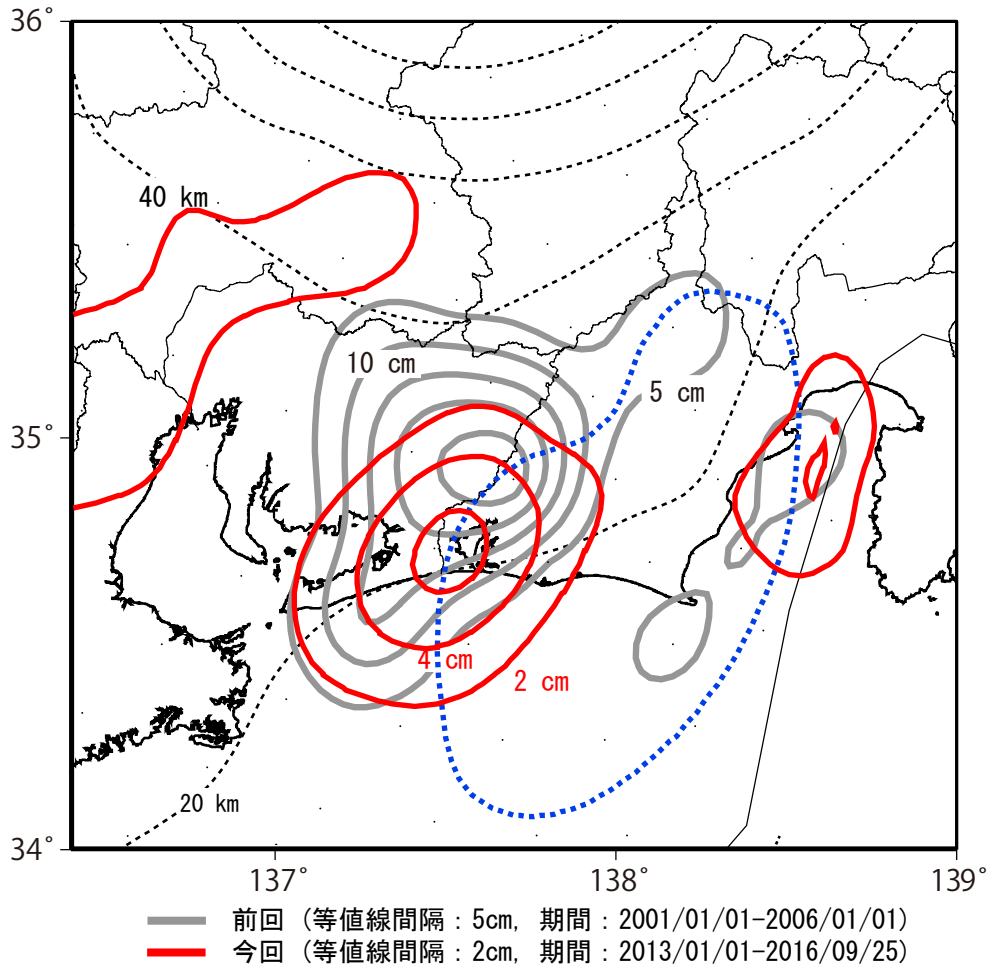 36°
40 km
10 cm
5 cm
35°
4 cm
2 cm
20 km
34°
137°
138°
139°
前回（等値線間隔：5cm, 期間：2001/01/01-2006/01/01）
今回（等値線間隔：2cm, 期間：2013/01/01-2016/09/25）